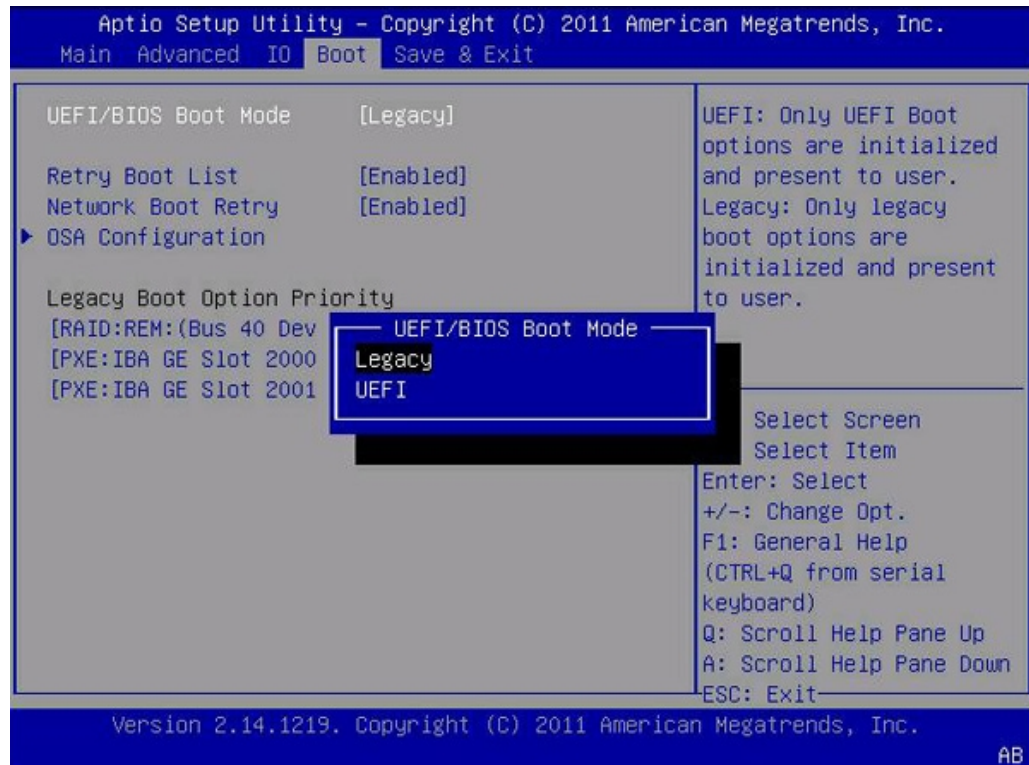 Aptio Setup Utility – Copyright (C) 2011 American Megatrends, Inc.
Main Advanced IO Boot Save & Exit
UEFI/BIOS Boot Mode [Legacy]
Retry Boot List [Enabled]
Network Boot Retry [Enabled]
OSA Configuration
Legacy Boot Option Priority
[RAID:REM:(Bus 40 Dev
[PXE:IBA GE Slot 2000
[PXE:IBA GE Slot 2001
UEFI/BIOS Boot Mode
Legacy
UEFI
UEFI: Only UEFI Boot
options are initialized
and present to user.
Legacy: Only legacy
boot options are
initialized and present
to user.
Select Screen
Select Item
Enter: Select
+/-: Change Opt.
F1: General Help
(CTRL+Q from serial
keyboard)
Q: Scroll Help Pane Up
A: Scroll Help Pane Down
ESC: Exit
Version 2.14.1219. Copyright (C) 2011 American Megatrends, Inc.
AB